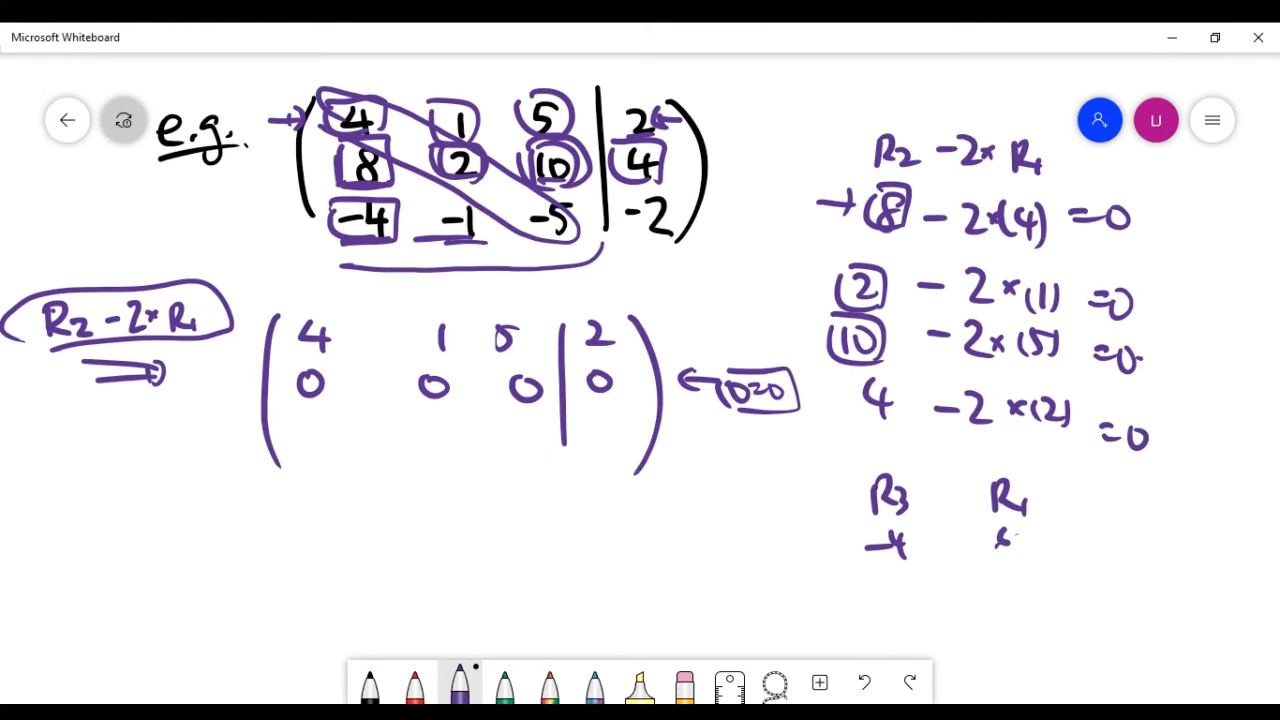 Microsoft Whiteboard
e.g.
4 1 5 | 2
8 2 10 | 4
-4 -1 -5 | -2
R2 -2× R1
4 1 5 | 2
0 0 0 | 0
0=0
R2 -2× R1
8 - 2×(4) =0
2 - 2×(1) =0
10 - 2×(5) =0
4 - 2×(2) =0
R3 R1
-4
U